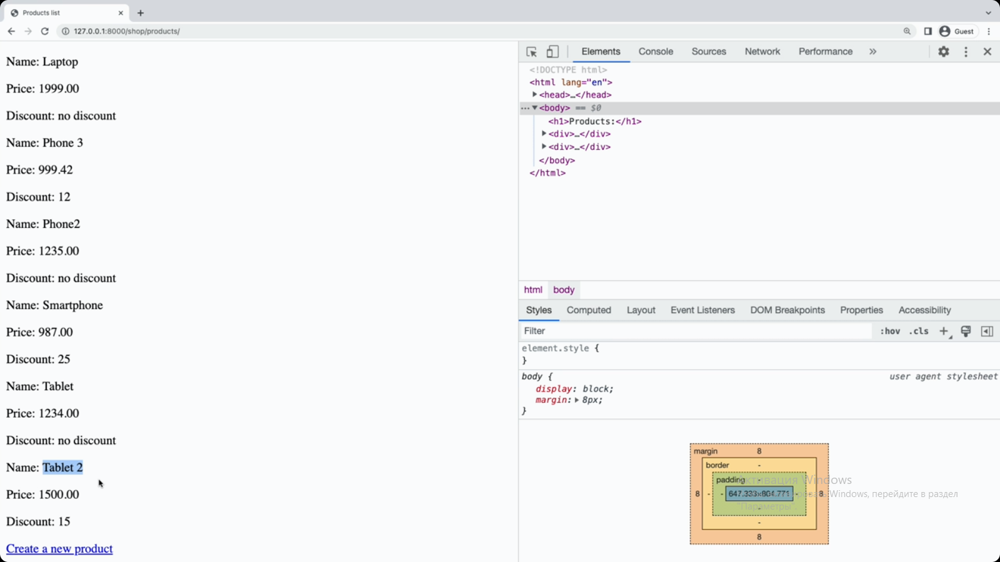 Products list
127.0.0.1:8000/shop/products/
Guest
Name: Laptop
Price: 1999.00
Discount: no discount
Name: Phone 3
Price: 999.42
Discount: 12
Name: Phone2
Price: 1235.00
Discount: no discount
Name: Smartphone
Price: 987.00
Discount: 25
Name: Tablet
Price: 1234.00
Discount: no discount
Name: Tablet 2
Price: 1500.00
Discount: 15
Create a new product
Elements Console Sources Network Performance
<!DOCTYPE html>
<html lang="en">
<head>…</head>
<body> == $0
<h1>Products:</h1>
<div>…</div>
<div>…</div>
</body>
</html>
html body
Styles Computed Layout Event Listeners DOM Breakpoints Properties Accessibility
Filter :hov .cls
element.style {
}
body { user agent stylesheet
display: block;
margin: 8px;
}
margin 8
border -
padding -
8 - - 647.333×804.771 - 8
-
-
8
Windows
Windows, перейдите в раздел
"Параметры".